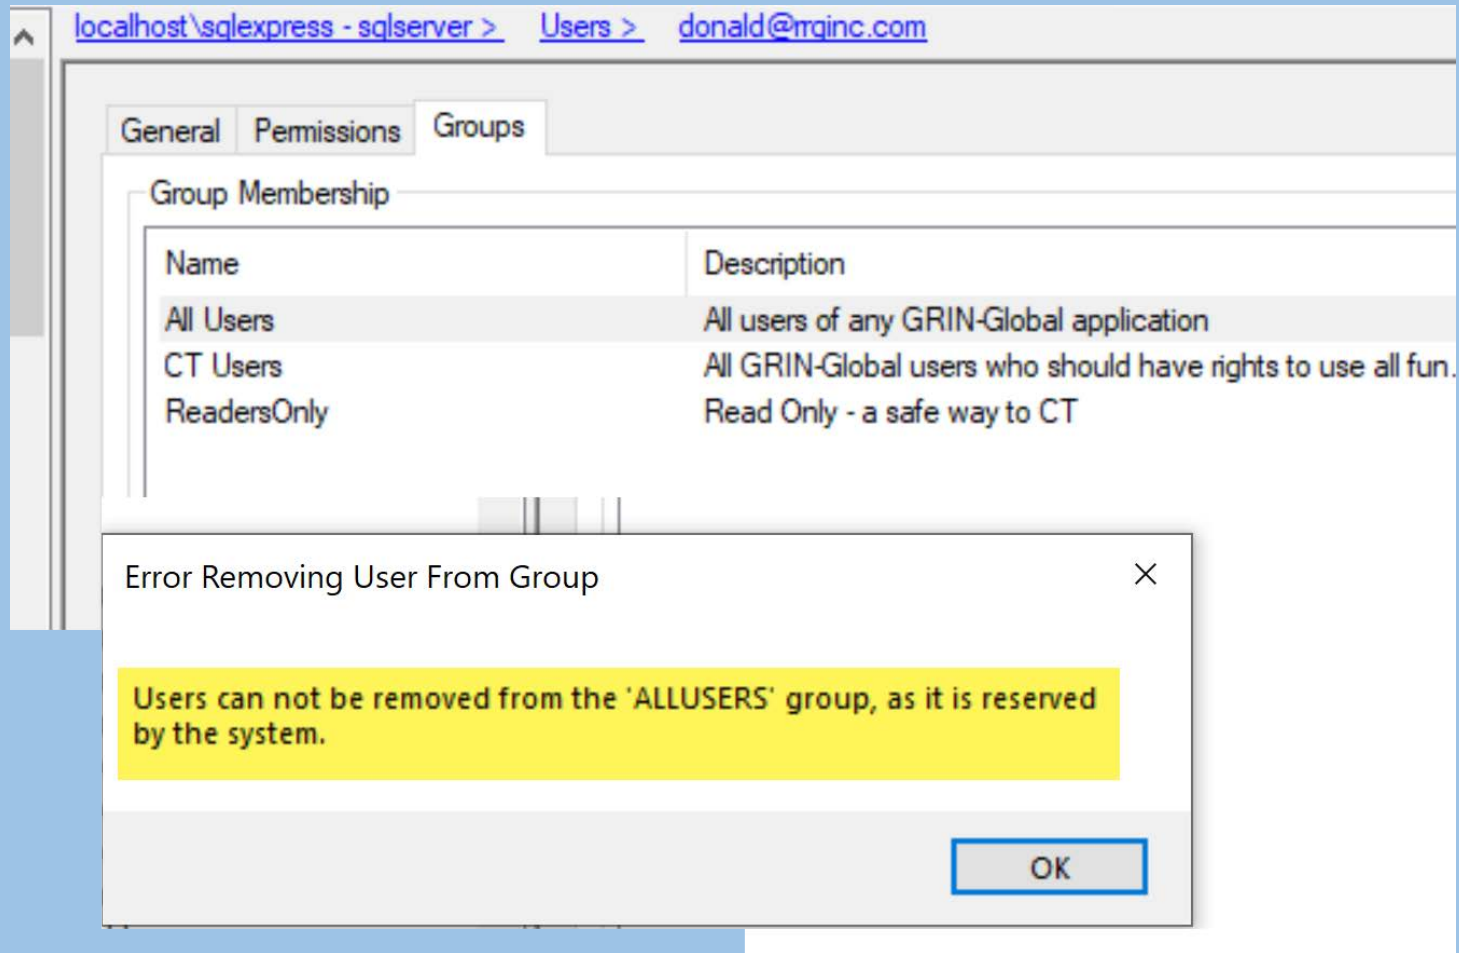 localhost\sqlexpress - sqlserver > Users > donald@rrginc.com
General Permissions Groups
Group Membership
Name Description
All Users All users of any GRIN-Global application
CT Users All GRIN-Global users who should have rights to use all fun.
ReadersOnly Read Only - a safe way to CT
Error Removing User From Group
Users can not be removed from the 'ALLUSERS' group, as it is reserved
by the system.
OK